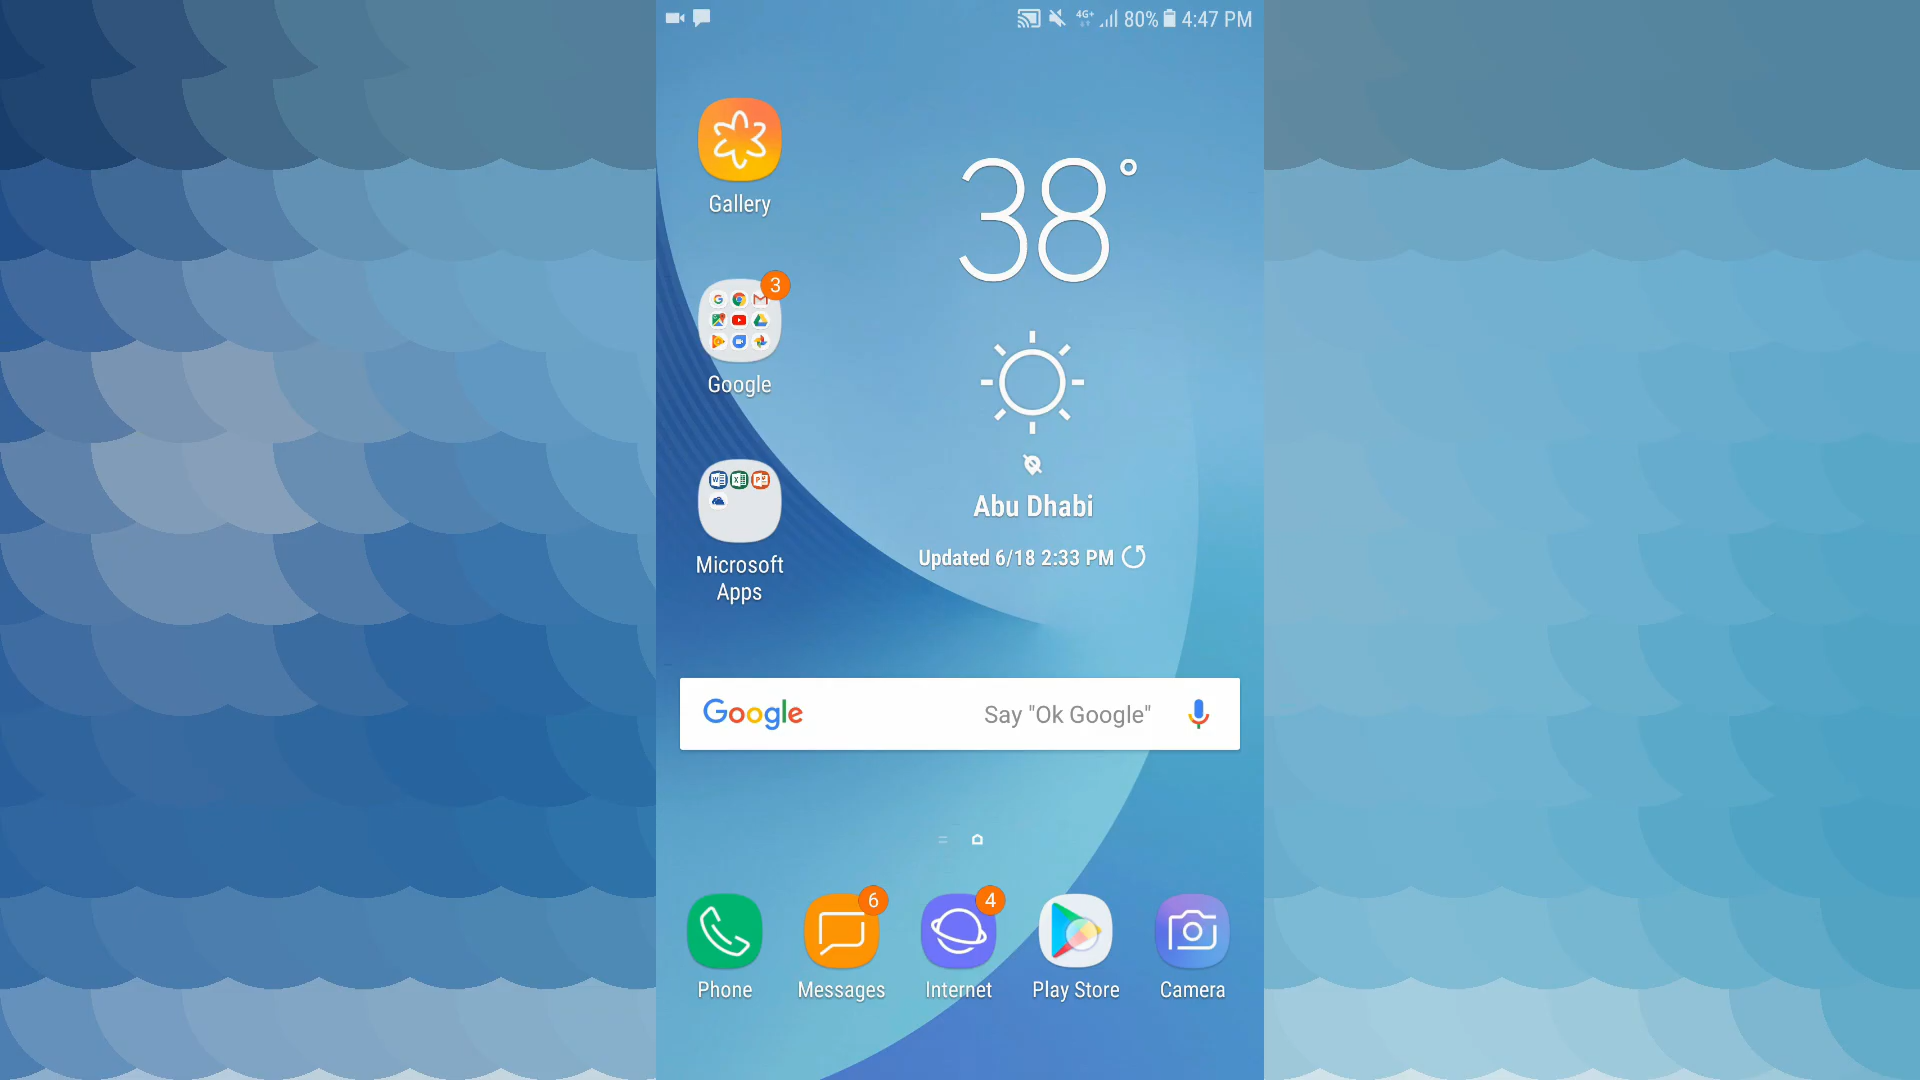 4G+ 80% 4:47 PM
Gallery
38°
3
Google
Abu Dhabi
Updated 6/18 2:33 PM
Microsoft
Apps
Google Say "Ok Google"
6 4
Phone Messages Internet Play Store Camera